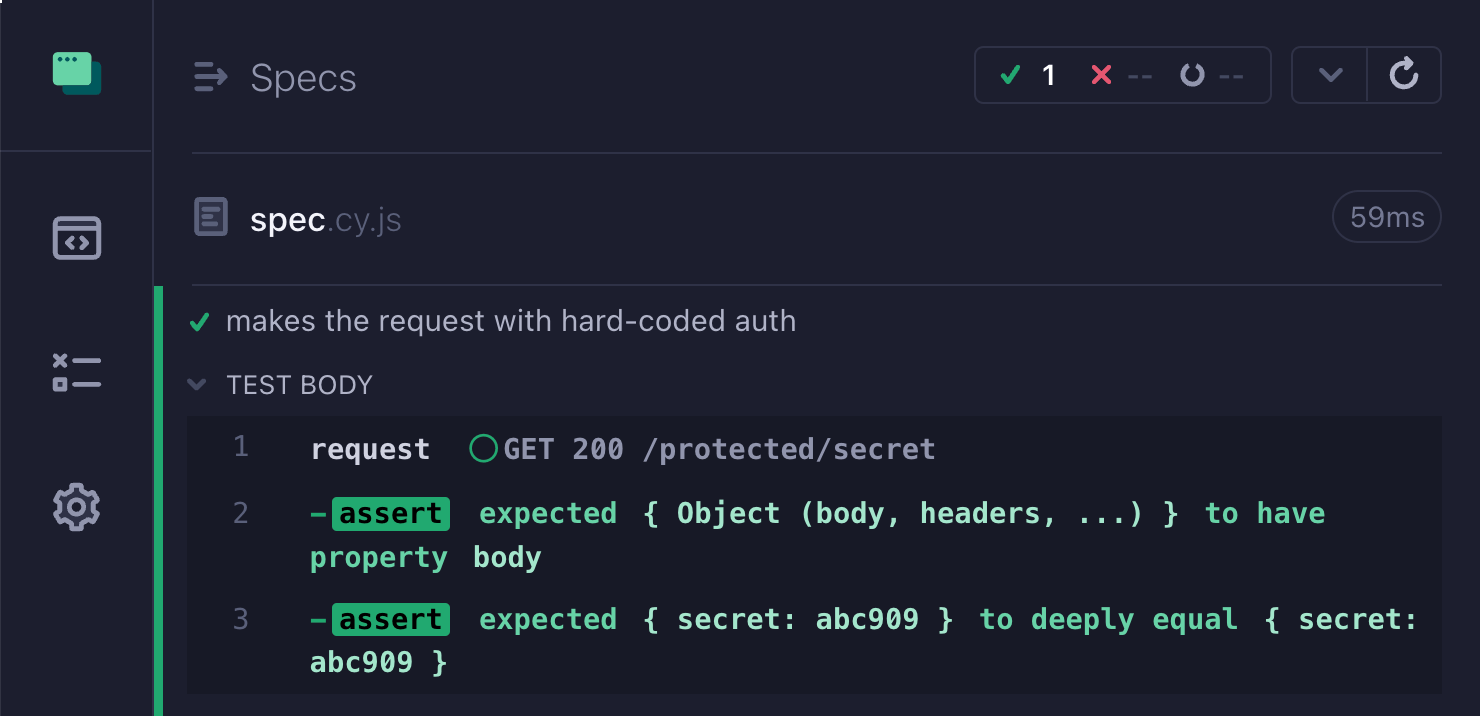 Specs
1 -- --
spec.cy.js
59ms
makes the request with hard-coded auth
TEST BODY
1 request GET 200 /protected/secret
2 -assert expected { Object (body, headers, ...) } to have
property body
3 -assert expected { secret: abc909 } to deeply equal { secret:
abc909 }